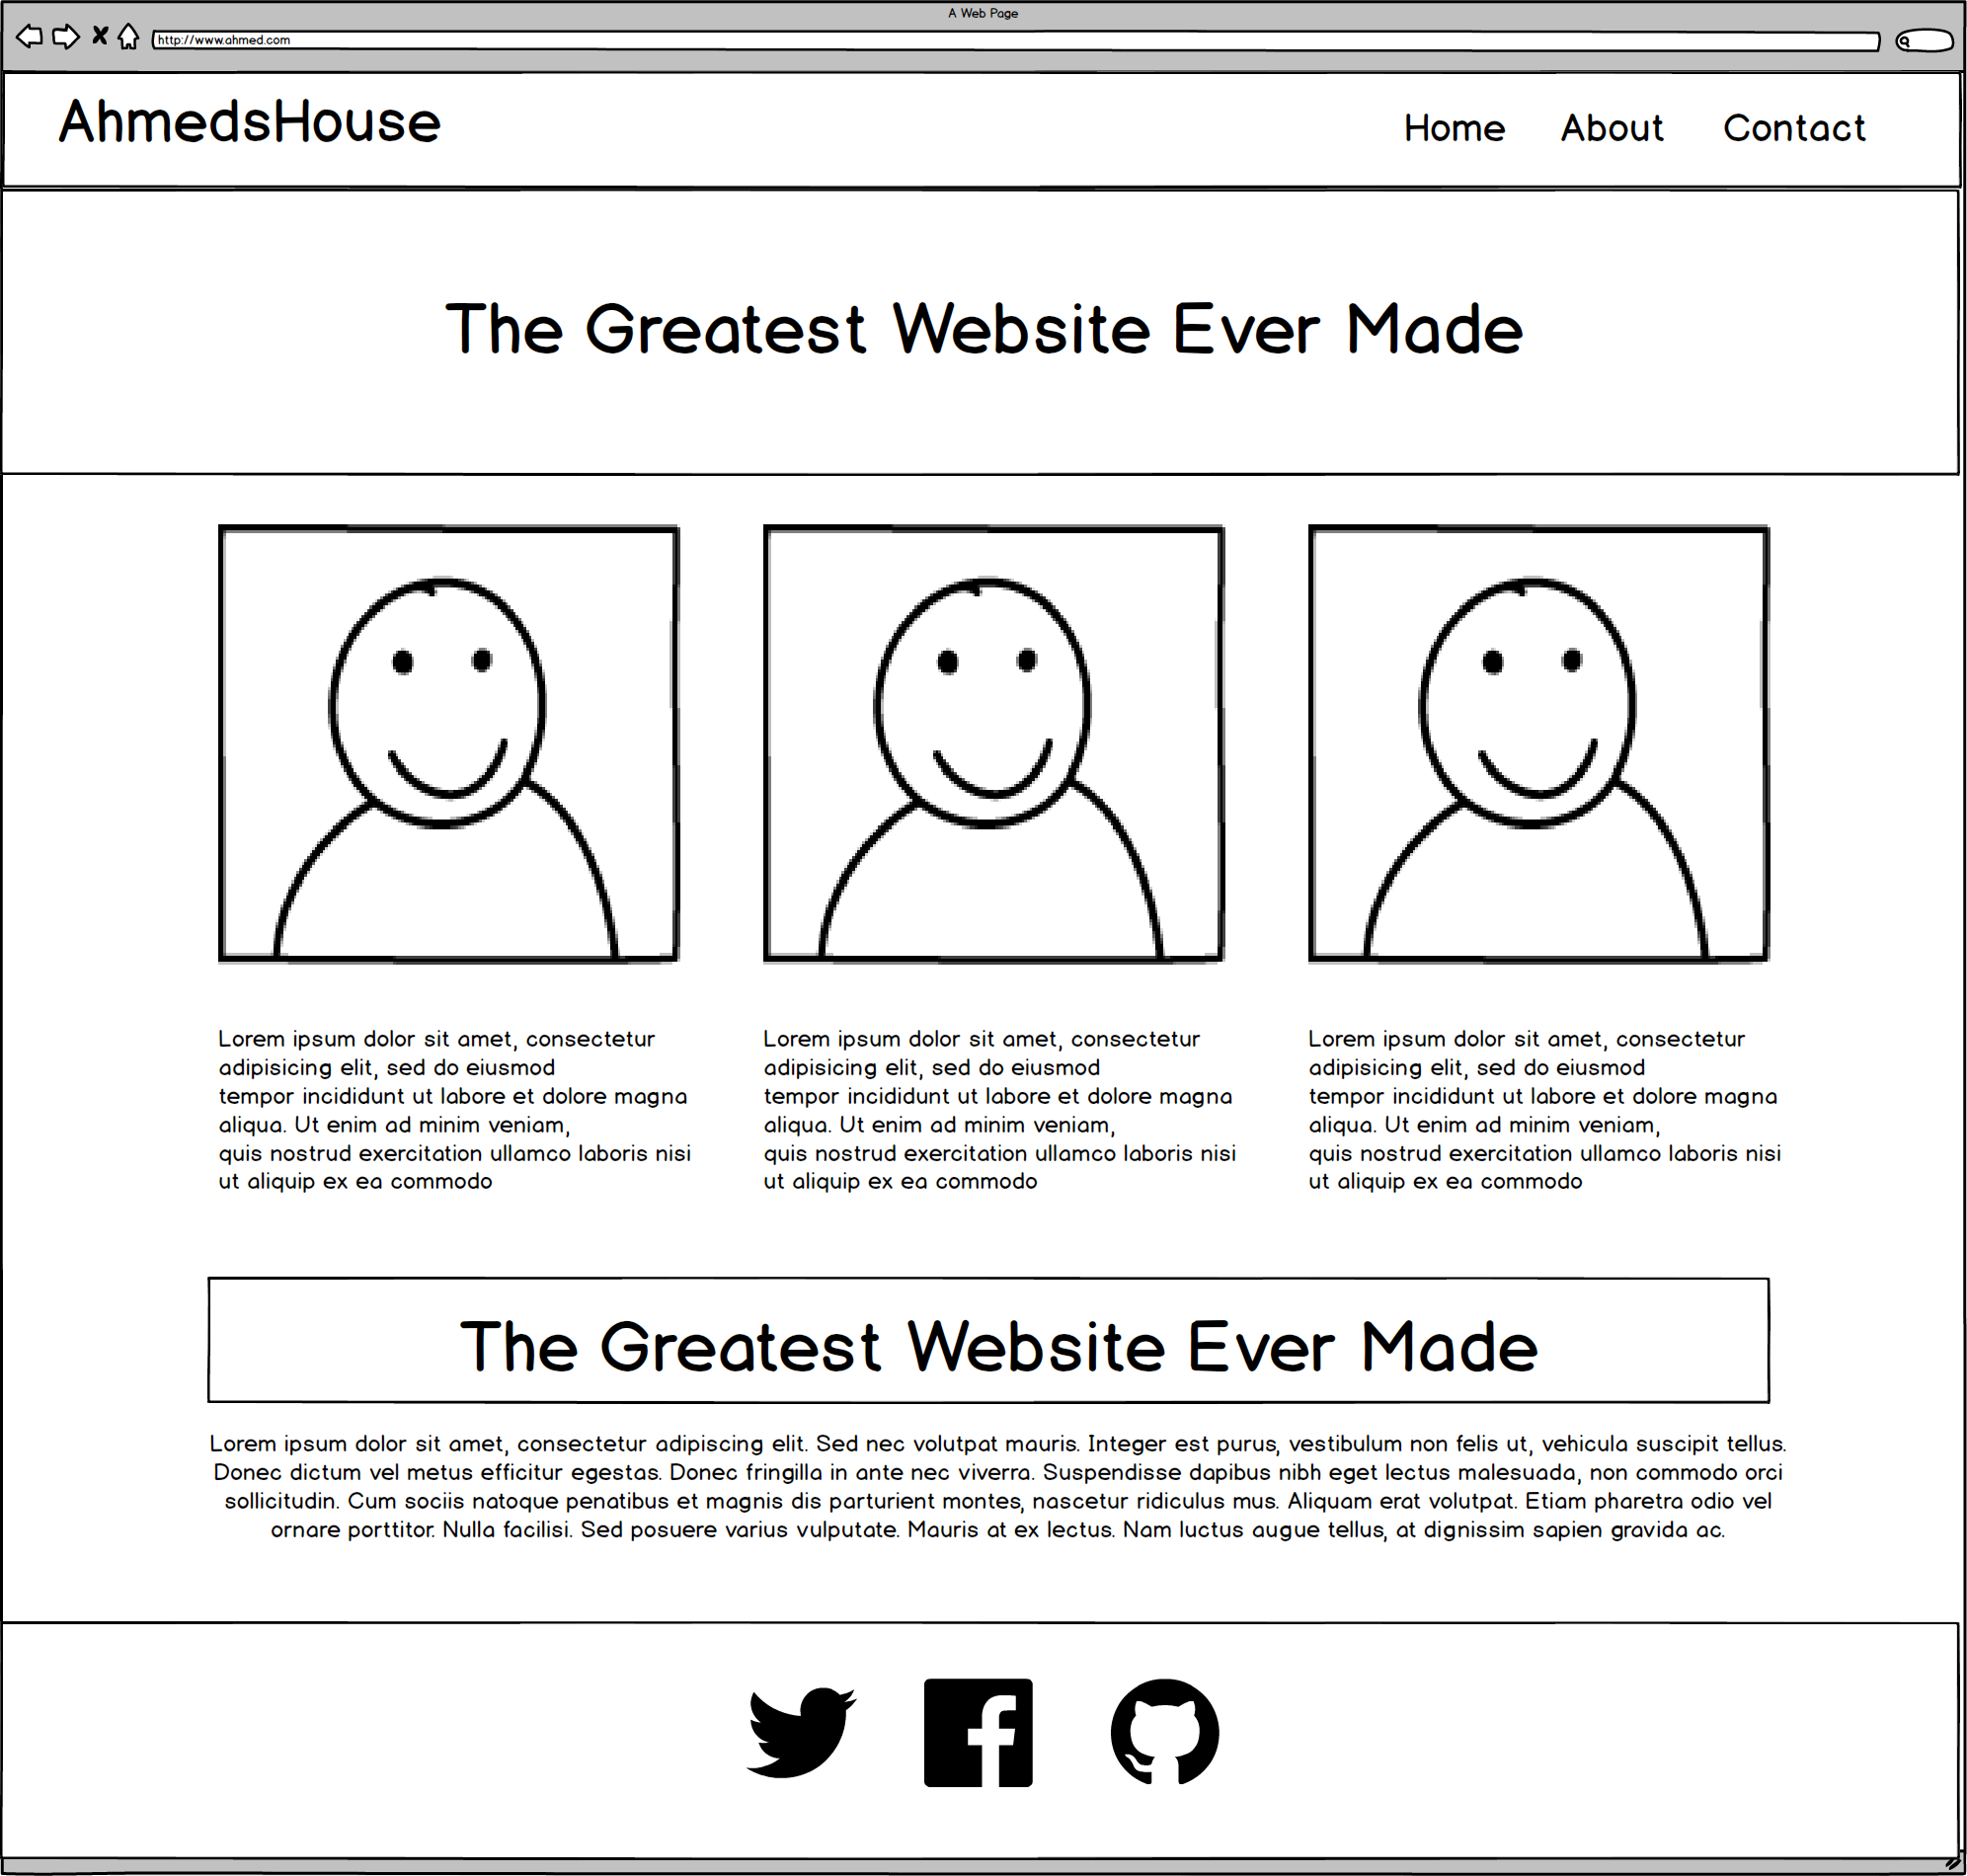 A Web Page
http://www.ahmed.com
AhmedsHouse
Home About Contact
The Greatest Website Ever Made
Lorem ipsum dolor sit amet, consectetur
adipisicing elit, sed do eiusmod
tempor incididunt ut labore et dolore magna
aliqua. Ut enim ad minim veniam,
quis nostrud exercitation ullamco laboris nisi
ut aliquip ex ea commodo
Lorem ipsum dolor sit amet, consectetur
adipisicing elit, sed do eiusmod
tempor incididunt ut labore et dolore magna
aliqua. Ut enim ad minim veniam,
quis nostrud exercitation ullamco laboris nisi
ut aliquip ex ea commodo
Lorem ipsum dolor sit amet, consectetur
adipisicing elit, sed do eiusmod
tempor incididunt ut labore et dolore magna
aliqua. Ut enim ad minim veniam,
quis nostrud exercitation ullamco laboris nisi
ut aliquip ex ea commodo
The Greatest Website Ever Made
Lorem ipsum dolor sit amet, consectetur adipiscing elit. Sed nec volutpat mauris. Integer est purus, vestibulum non felis ut, vehicula suscipit tellus.
Donec dictum vel metus efficitur egestas. Donec fringilla in ante nec viverra. Suspendisse dapibus nibh eget lectus malesuada, non commodo orci
sollicitudin. Cum sociis natoque penatibus et magnis dis parturient montes, nascetur ridiculus mus. Aliquam erat volutpat. Etiam pharetra odio vel
ornare porttitor. Nulla facilisi. Sed posuere varius vulputate. Mauris at ex lectus. Nam luctus augue tellus, at dignissim sapien gravida ac.